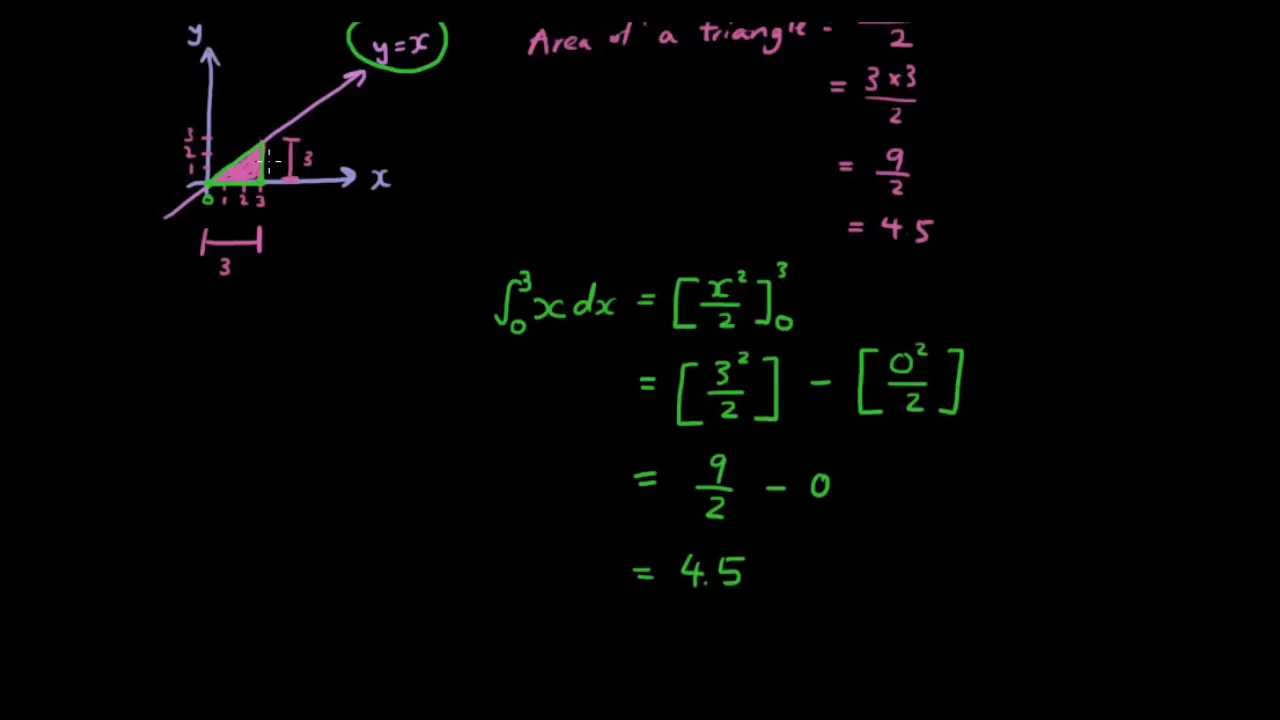 y
y=x
3
2
1
3
x
0 1 2 3
3
Area of a triangle =
2
= 3×3
2
= 9
2
= 4.5
∫₀³ x dx = [x²/2]₀³
= [3²/2] − [0²/2]
= 9/2 − 0
= 4.5